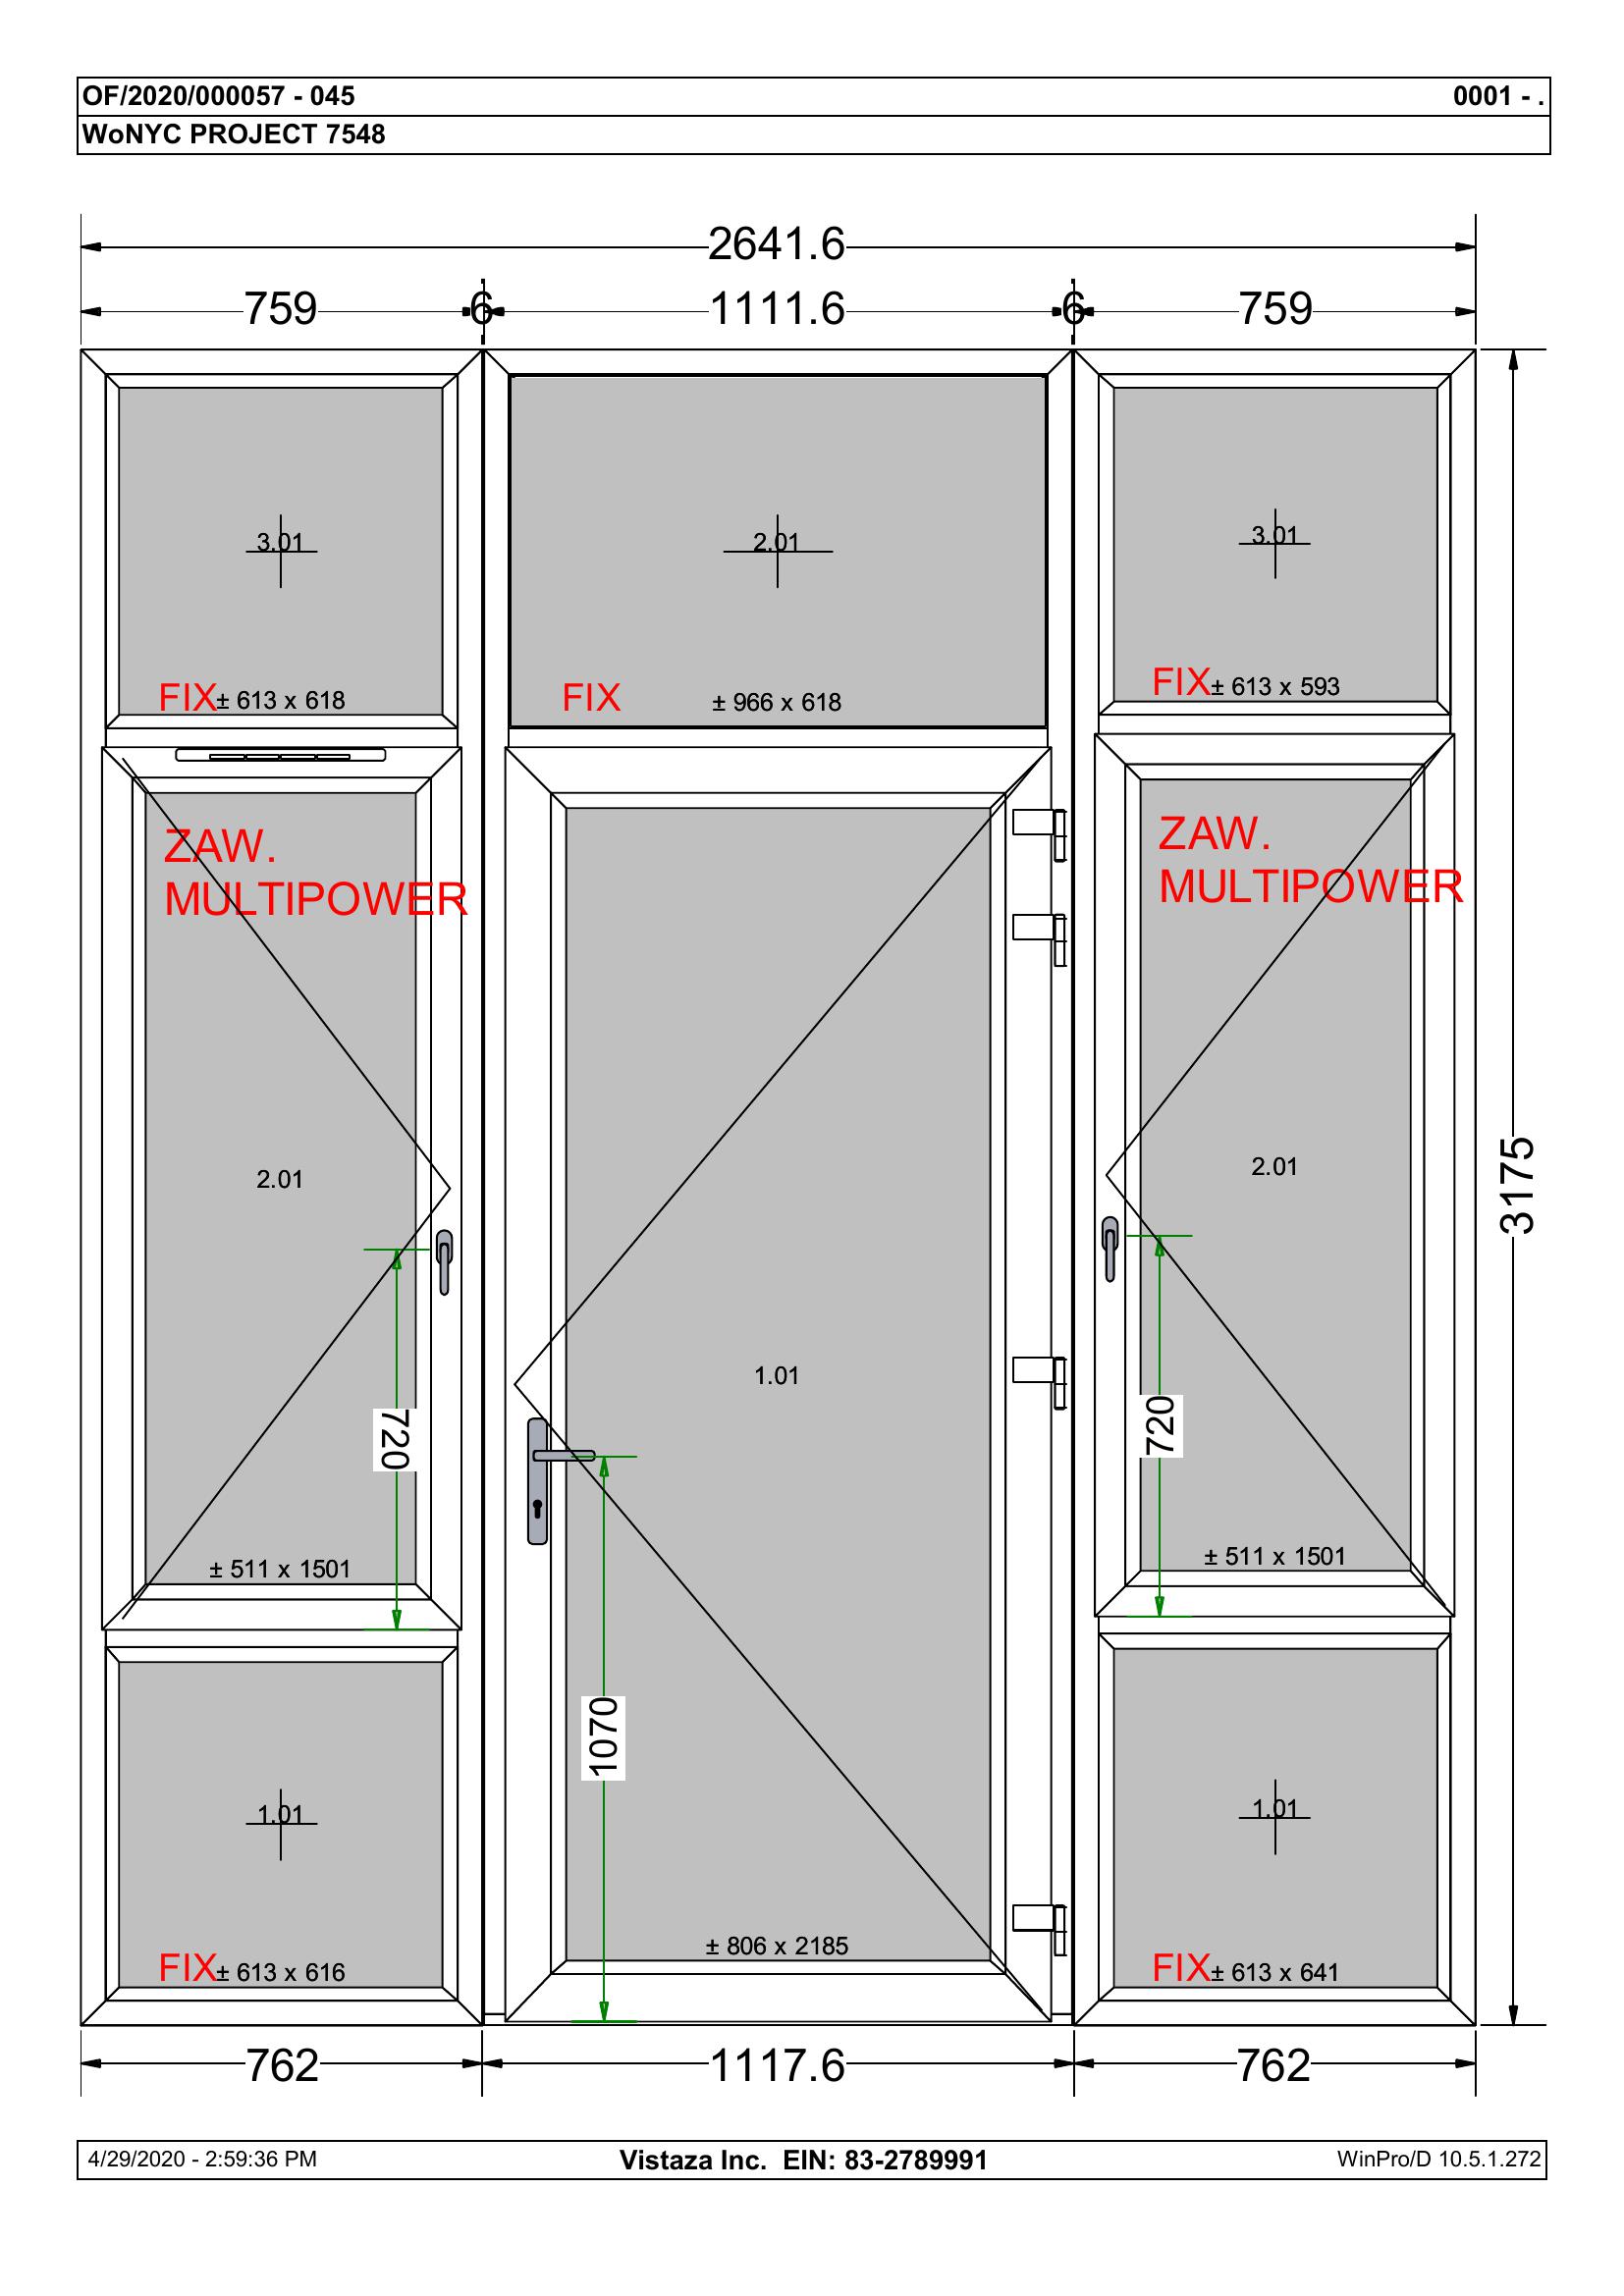 OF/2020/000057 - 045
0001 - .
WoNYC PROJECT 7548
2641.6
759
6
1111.6
6
759
3.01
2.01
3.01
FIX
± 613 x 618
FIX
± 966 x 618
FIX
± 613 x 593
ZAW.
MULTIPOWER
ZAW.
MULTIPOWER
2.01
2.01
3175
1.01
720
720
± 511 x 1501
± 511 x 1501
1070
1.01
1.01
± 806 x 2185
FIX
± 613 x 616
FIX
± 613 x 641
762
1117.6
762
4/29/2020 - 2:59:36 PM
Vistaza Inc.  EIN: 83-2789991
WinPro/D 10.5.1.272